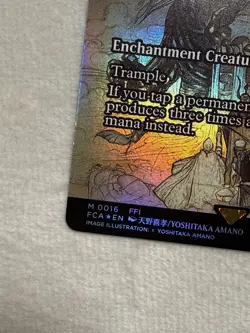 Enchantment Creatu
Trample
If you tap a permanen
produces three times a
mana instead.
M 0016 FFI
FCA ★ EN 天野喜孝/YOSHITAKA AMANO
IMAGE ILLUSTRATION: © YOSHITAKA AMANO